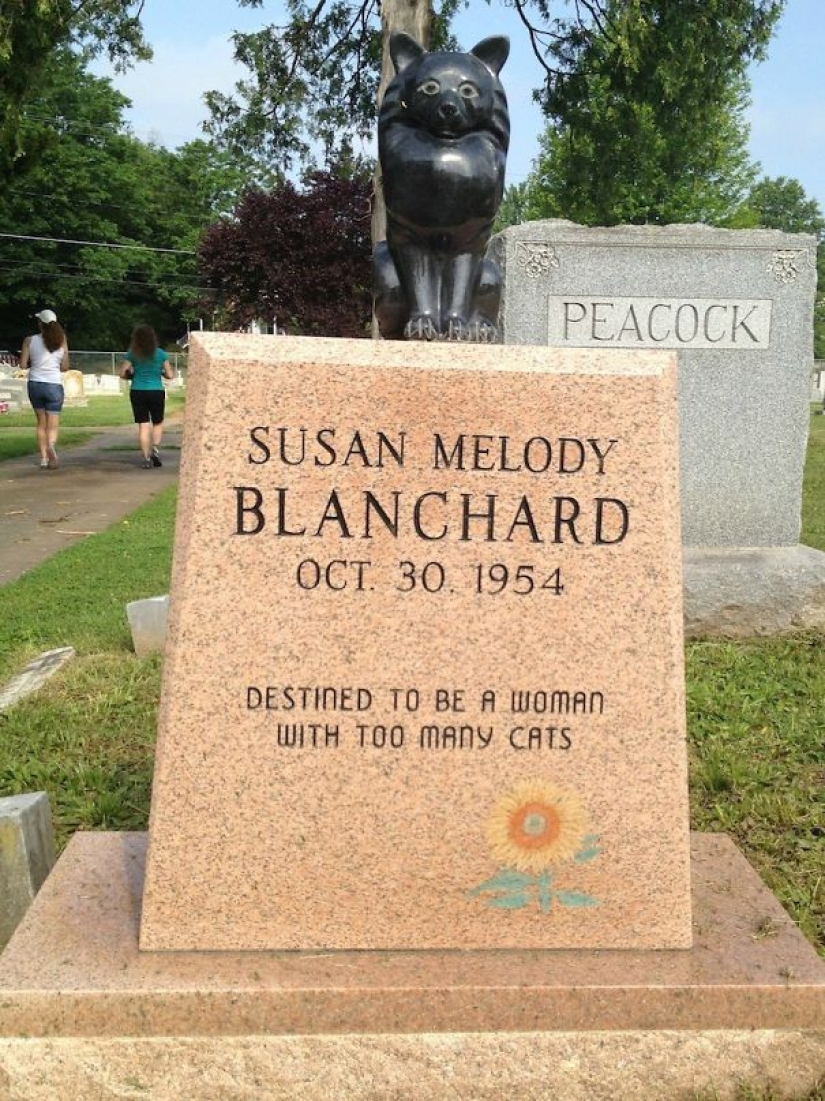 PEACOCK
SUSAN MELODY
BLANCHARD
OCT. 30. 1954
DESTINED TO BE A WOMAN
WITH TOO MANY CATS